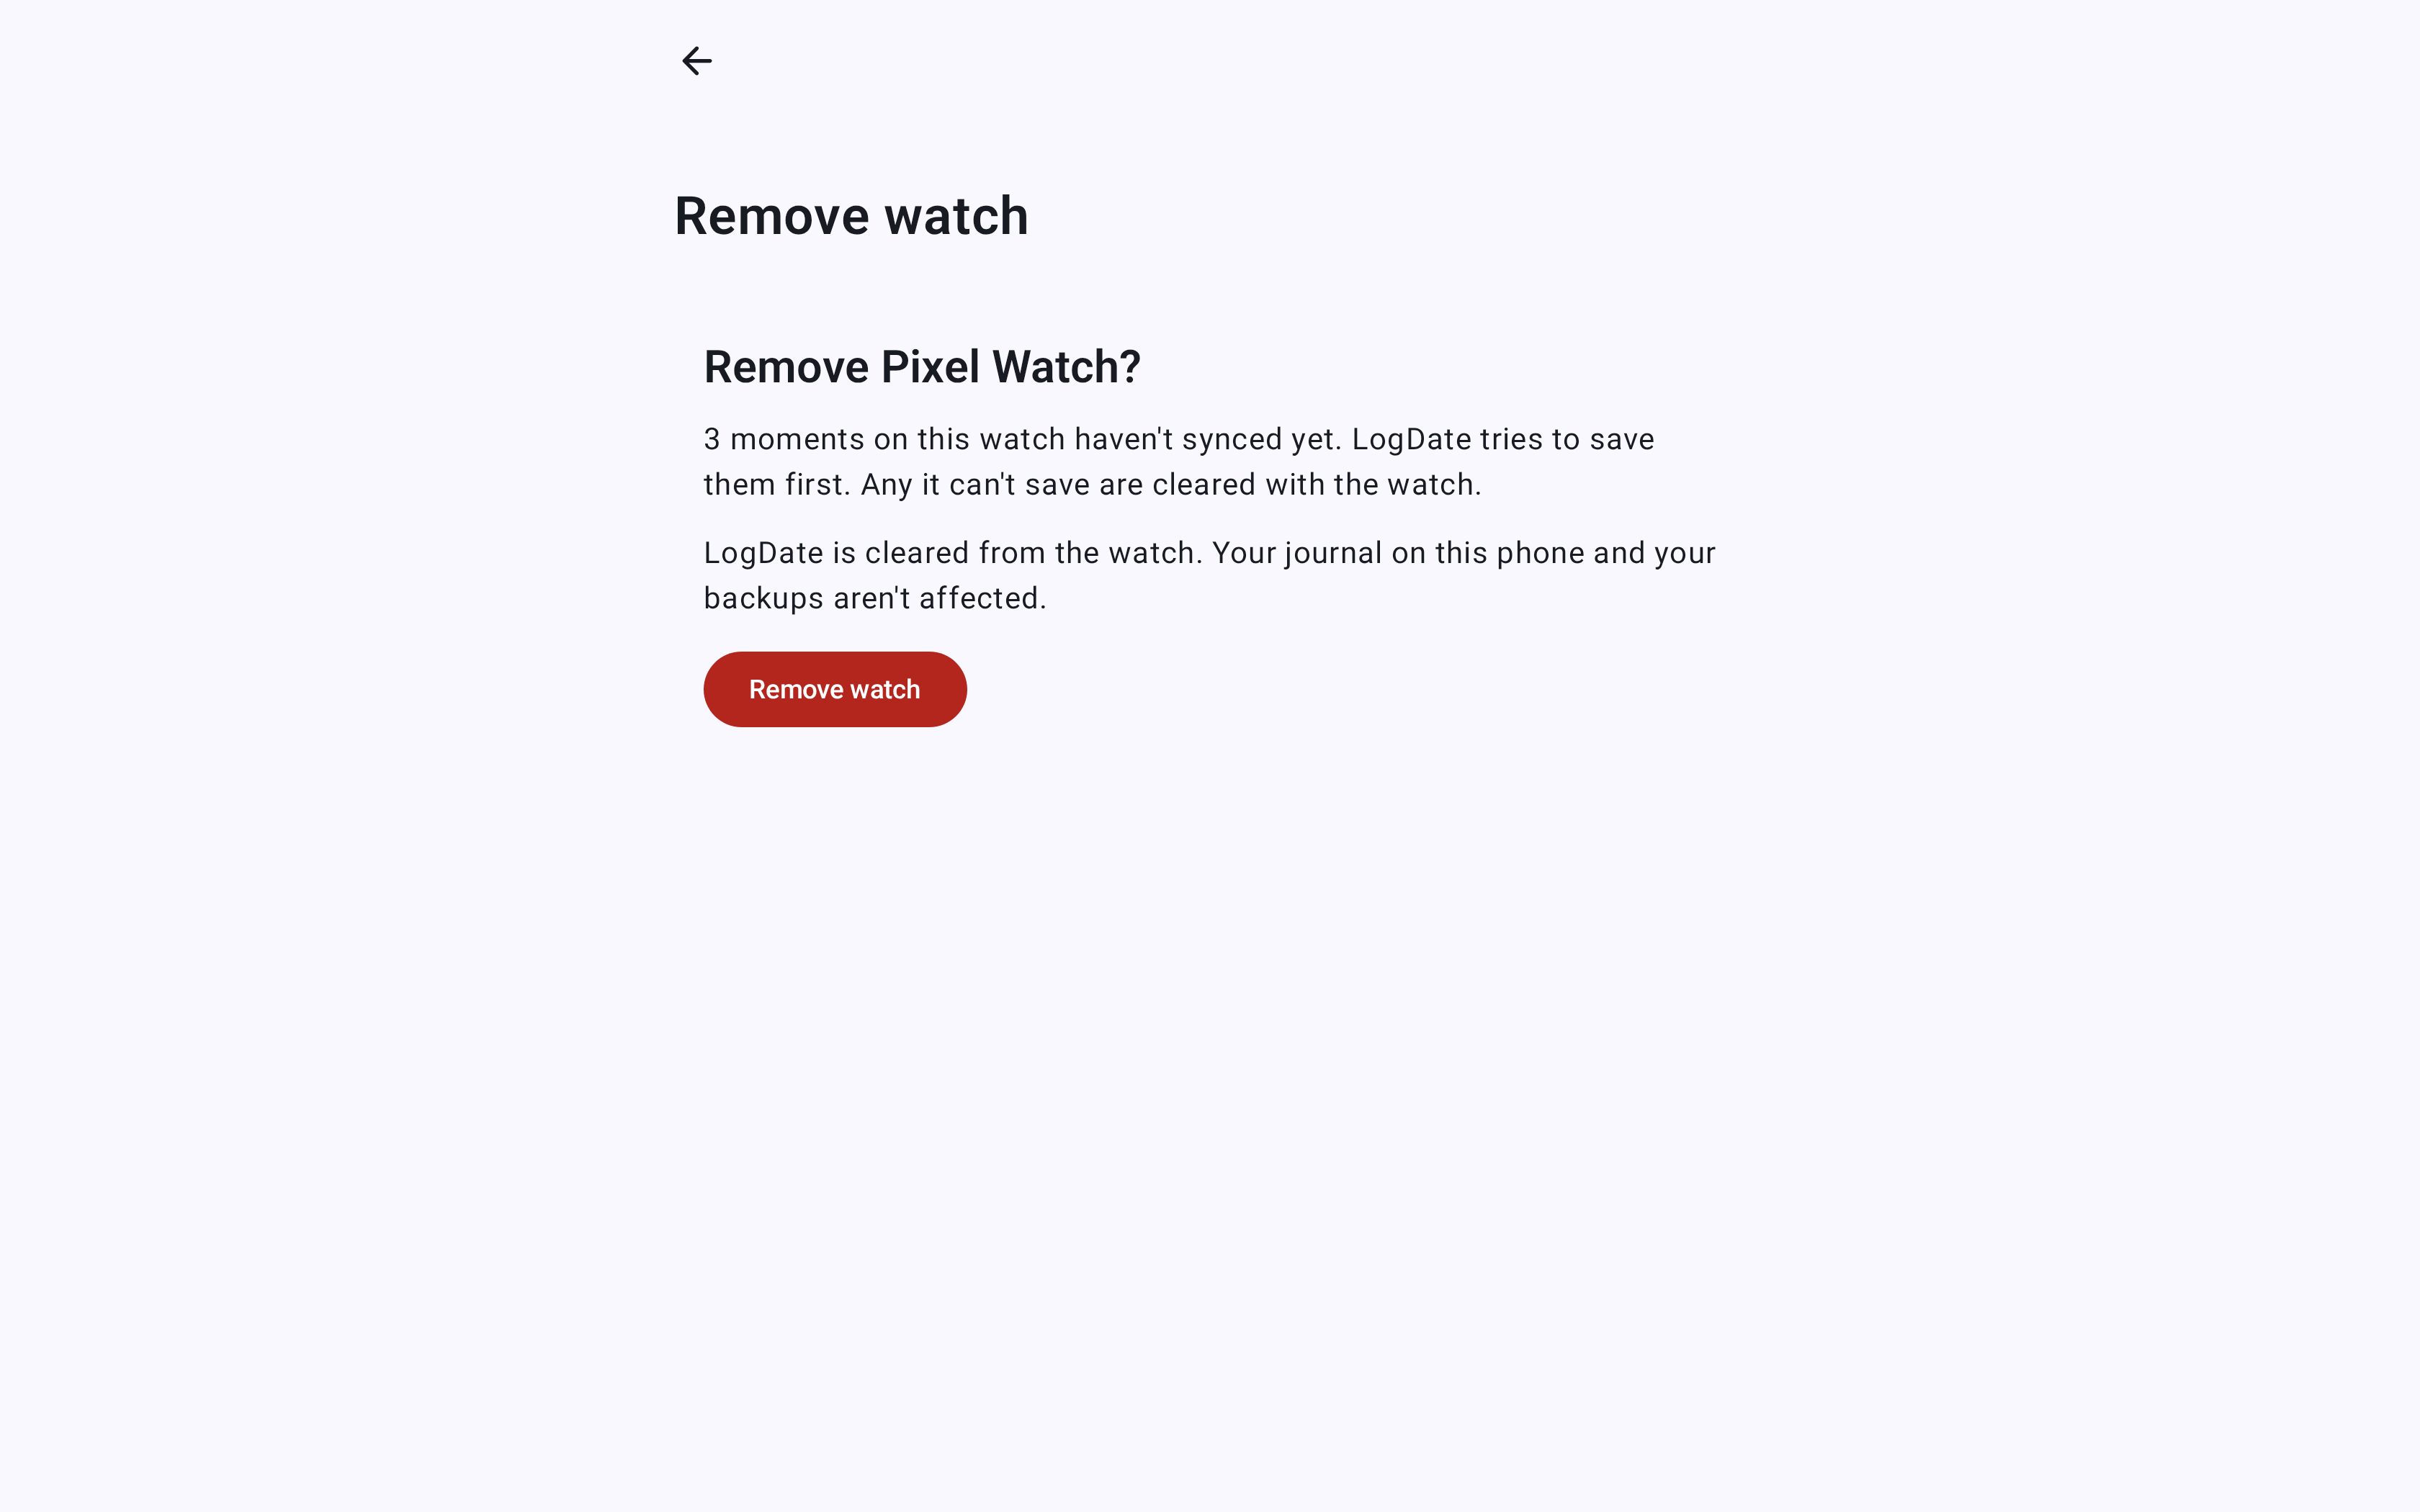 Remove watch
Remove Pixel Watch?
3 moments on this watch haven't synced yet. LogDate tries to save
them first. Any it can't save are cleared with the watch.
LogDate is cleared from the watch. Your journal on this phone and your
backups aren't affected.
Remove watch